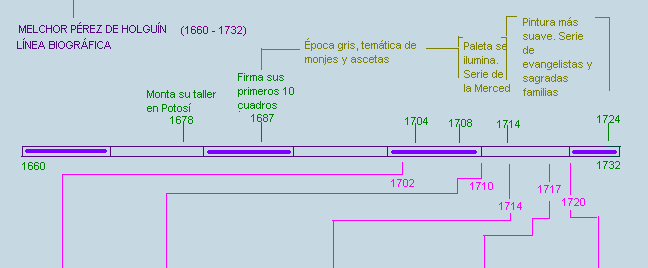 MELCHOR PÉREZ DE HOLGUÍN (1660 - 1732)
LÍNEA BIOGRÁFICA
Época gris, temática de
monjes y ascetas
Paleta se
ilumina.
Serie de
la Merced
Pintura más
suave. Serie
de
evangelistas y
sagradas
familias
Monta su taller
en Potosí
1678
Firma sus
primeros 10
cuadros
1687
1704
1708
1714
1724
1660
1702
1710
1714
1717
1720
1732